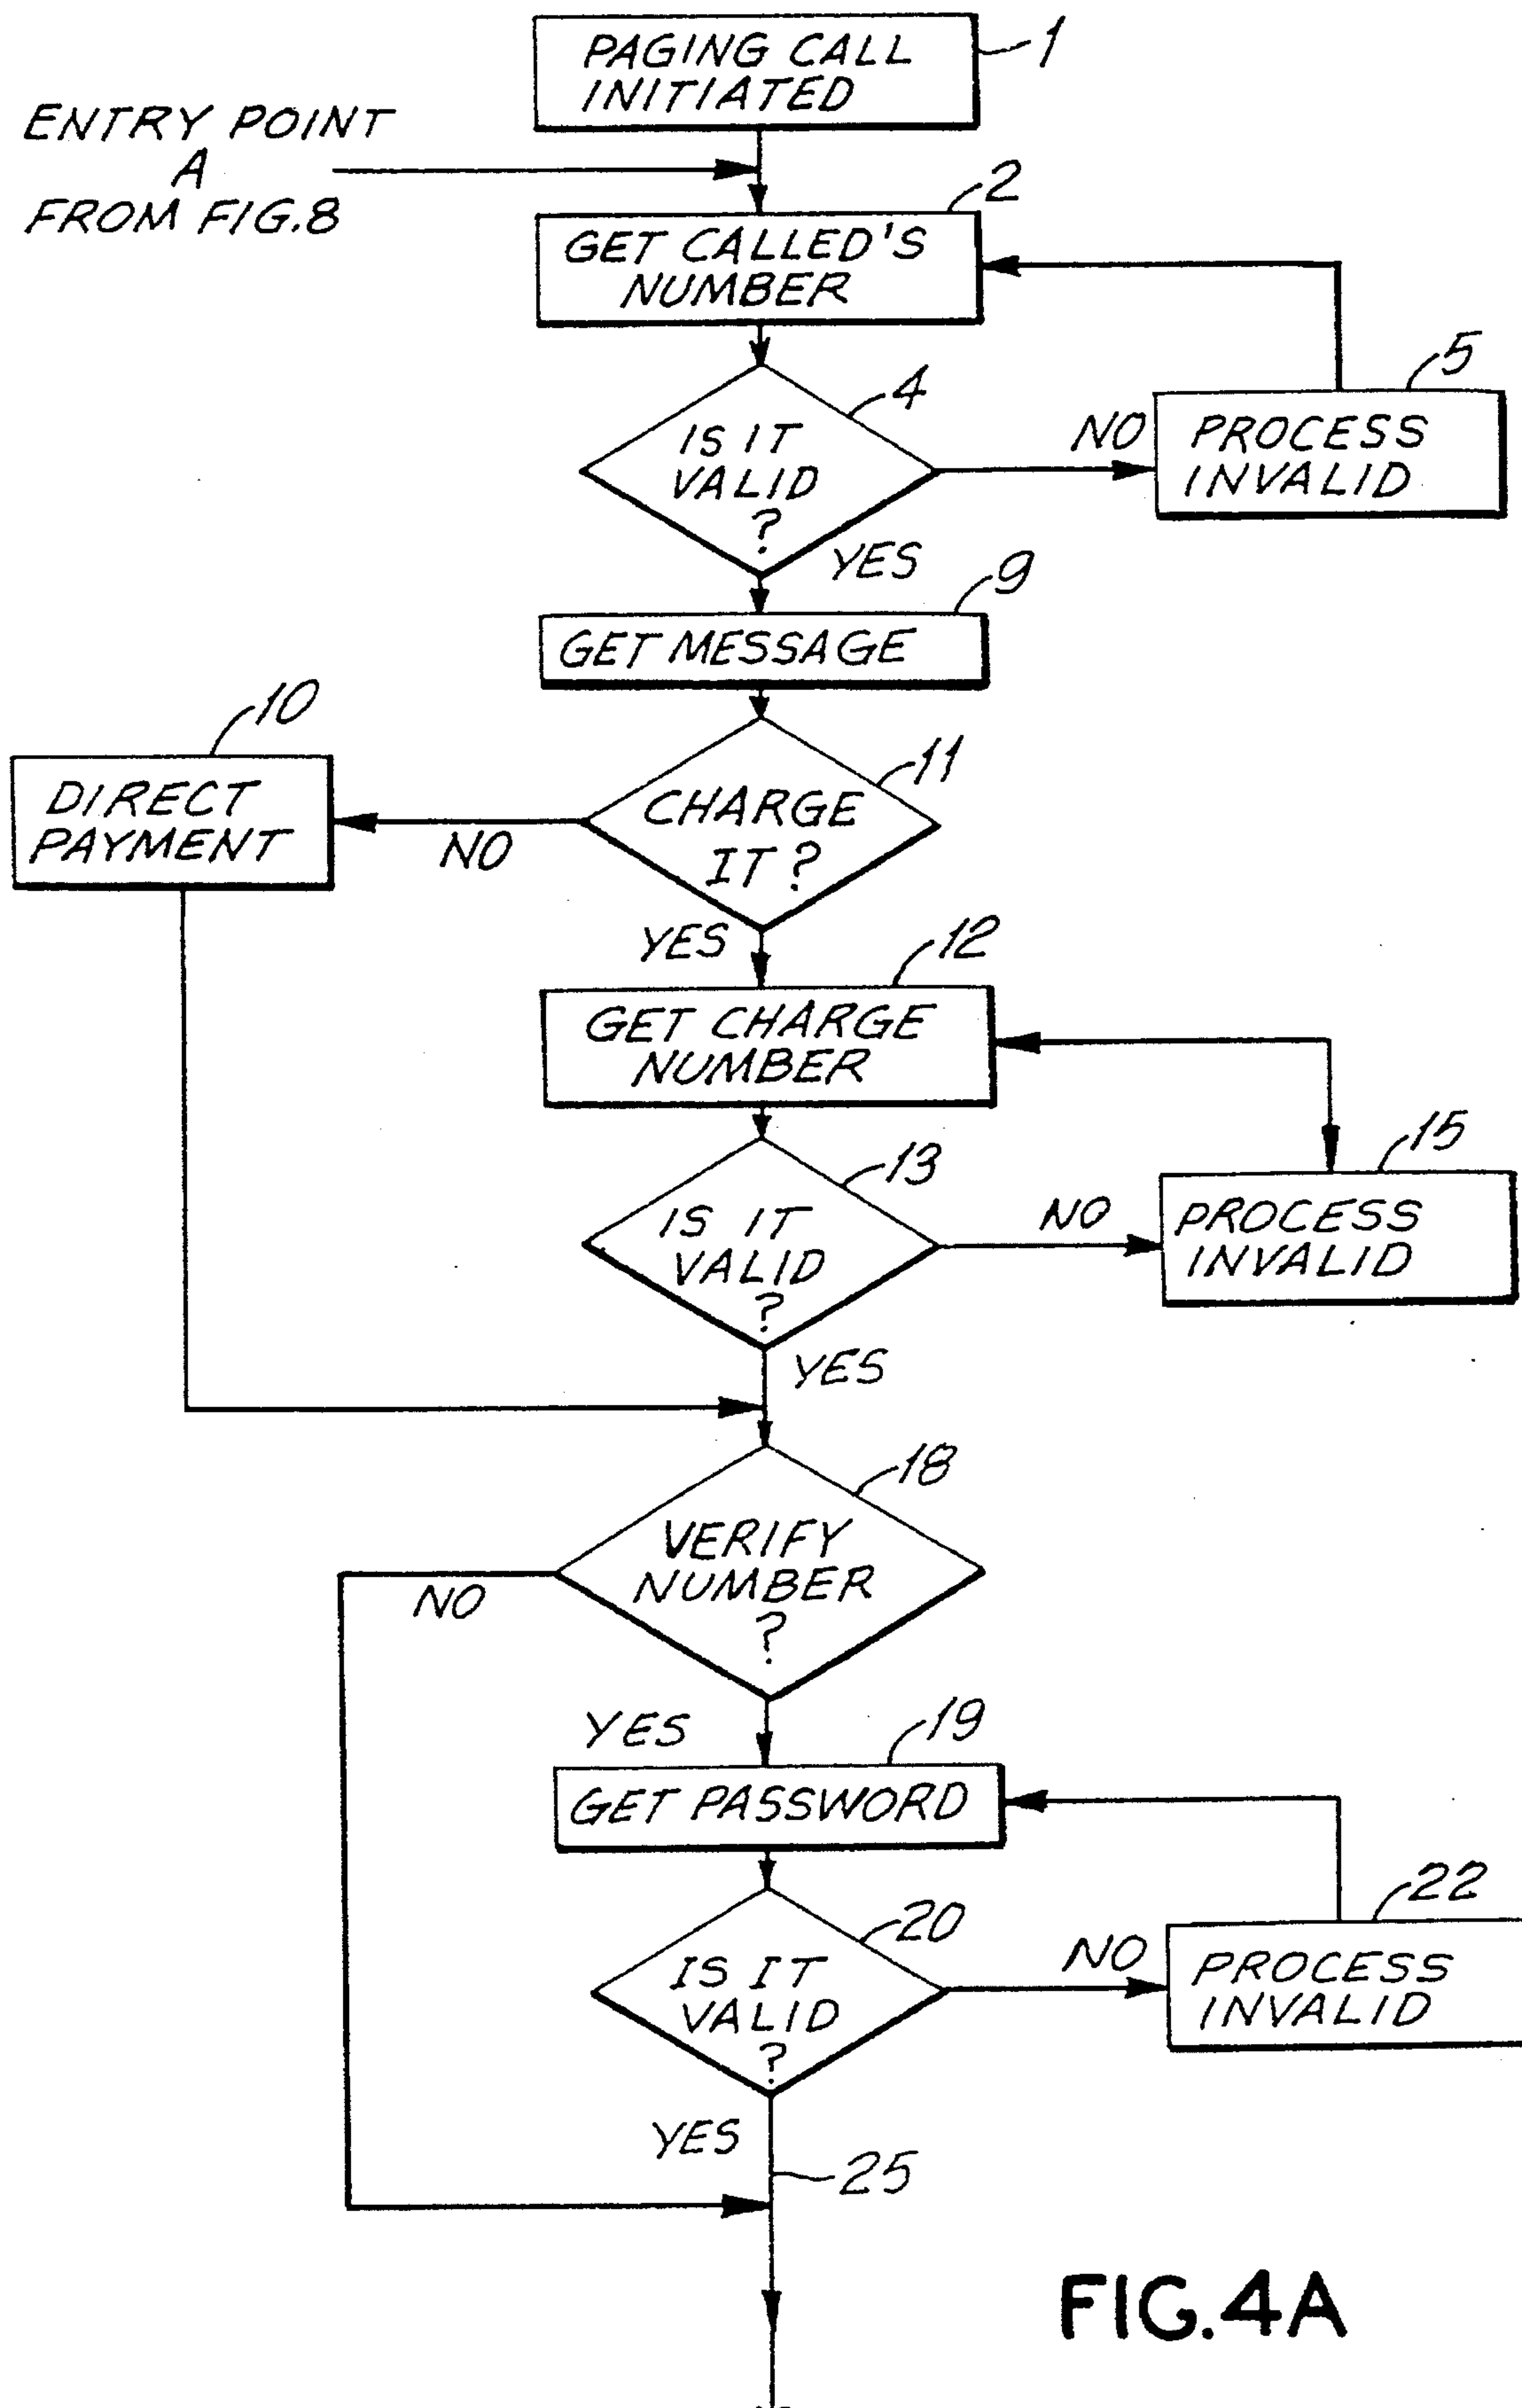 PAGING CALL
INITIATED
1
ENTRY POINT
A
FROM FIG.8
2
GET CALLED'S
NUMBER
4
IS IT
VALID
?
NO
5
PROCESS
INVALID
YES
9
GET MESSAGE
10
DIRECT
PAYMENT
11
CHARGE
IT?
NO
YES
12
GET CHARGE
NUMBER
13
IS IT
VALID
?
NO
15
PROCESS
INVALID
YES
18
VERIFY
NUMBER
?
NO
YES
19
GET PASSWORD
20
IS IT
VALID
?
NO
22
PROCESS
INVALID
YES
25
FIG.4A